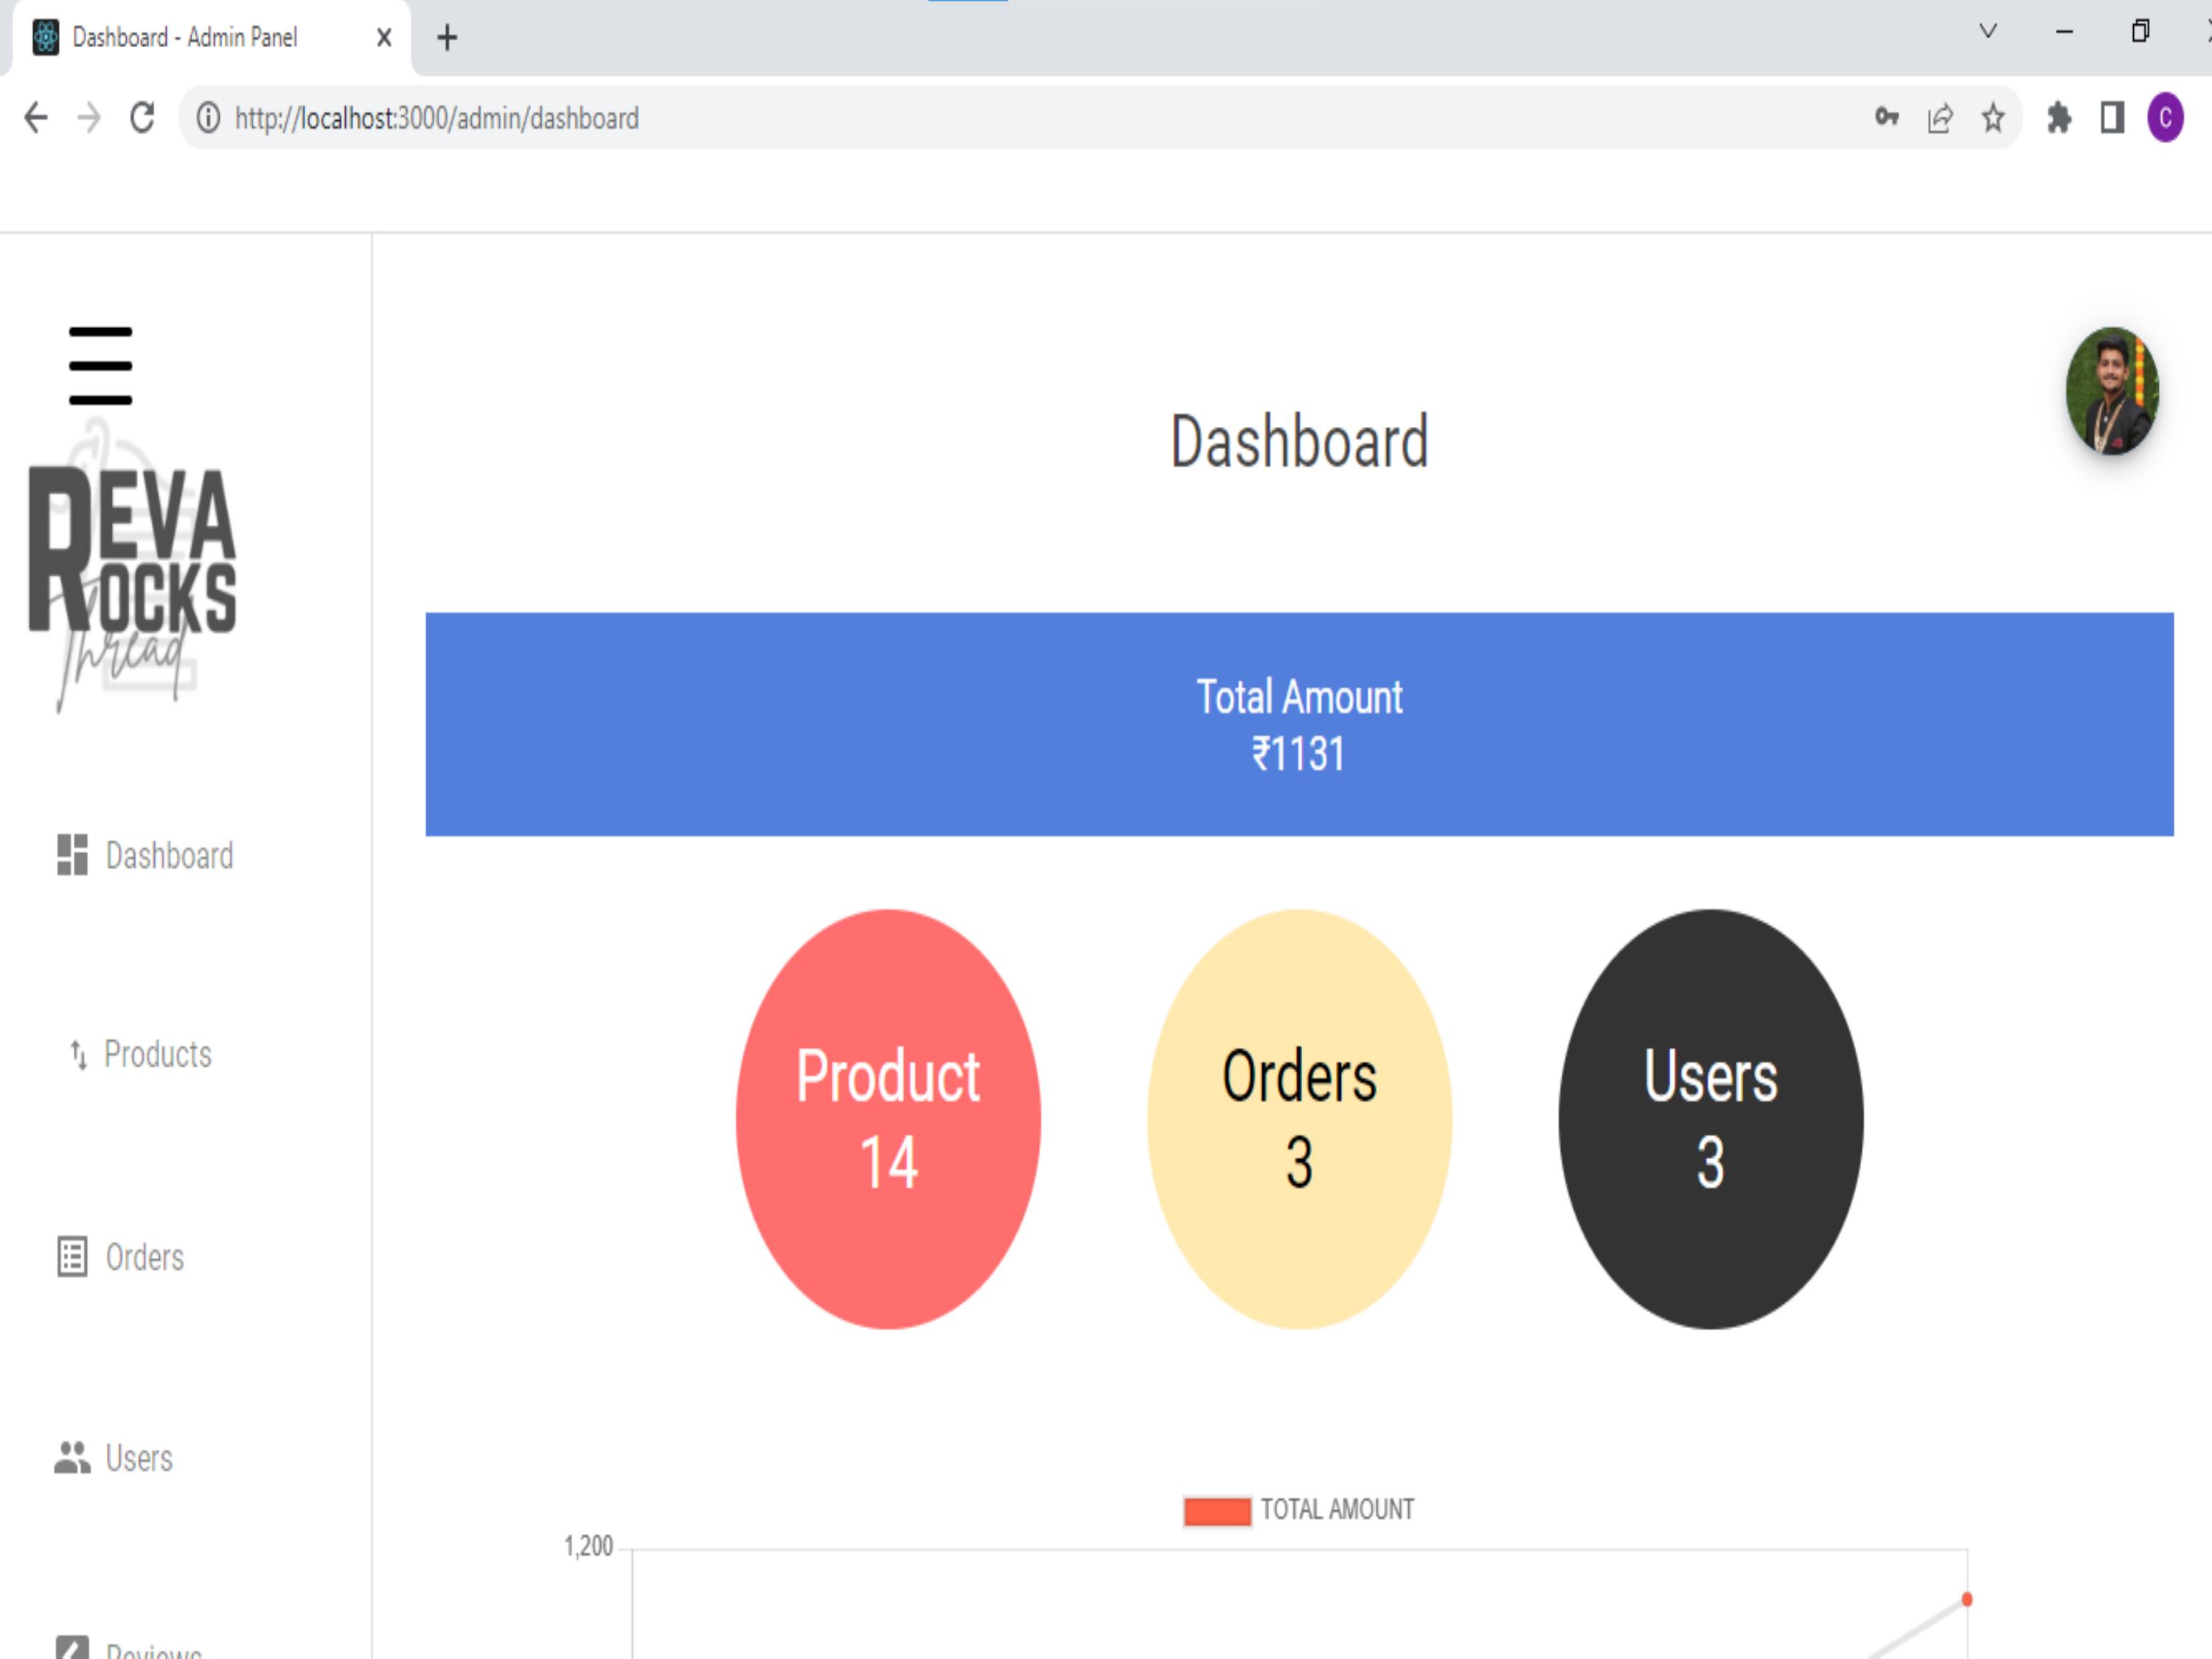 Dashboard - Admin Panel
http://localhost:3000/admin/dashboard
C
REVA
ROCKS
Thread
Dashboard
Total Amount
₹1131
Dashboard
Products
Orders
Users
Reviews
Product
14
Orders
3
Users
3
TOTAL AMOUNT
1,200